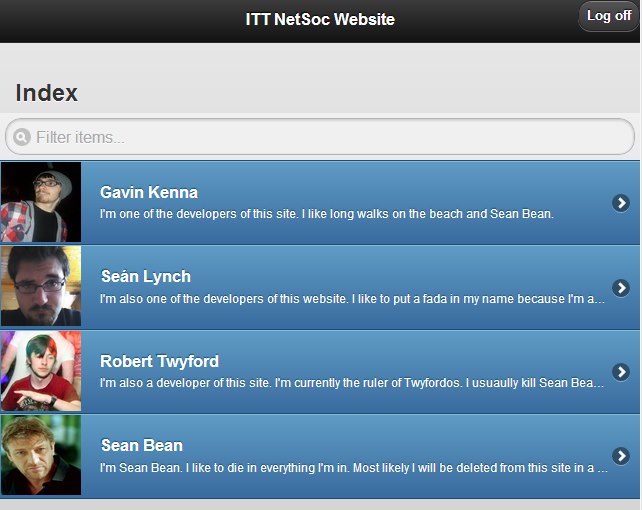 ITT NetSoc Website
Log off
Index
Filter items...
Gavin Kenna
I'm one of the developers of this site. I like long walks on the beach and Sean Bean.
Seán Lynch
I'm also one of the developers of this website. I like to put a fada in my name because I'm a...
Robert Twyford
I'm also a developer of this site. I'm currently the ruler of Twyfordos. I usuaully kill Sean Bea...
Sean Bean
I'm Sean Bean. I like to die in everything I'm in. Most likely I will be deleted from this site in a ...